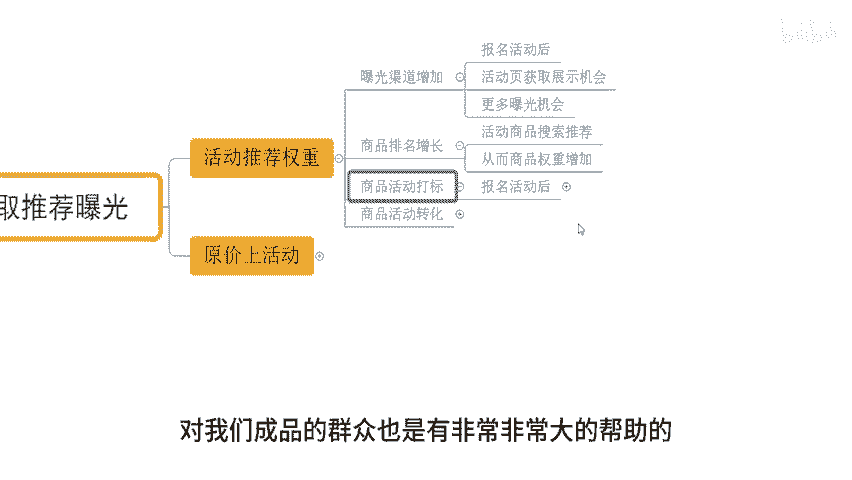 报名活动后
曝光渠道增加
活动页获取展示机会
更多曝光机会
活动推荐权重
商品排名增长
活动商品搜索推荐
从而商品权重增加
取推荐曝光
商品活动打标
报名活动后
商品活动转化
原价上活动
对我们成品的群众也是有非常非常大的帮助的